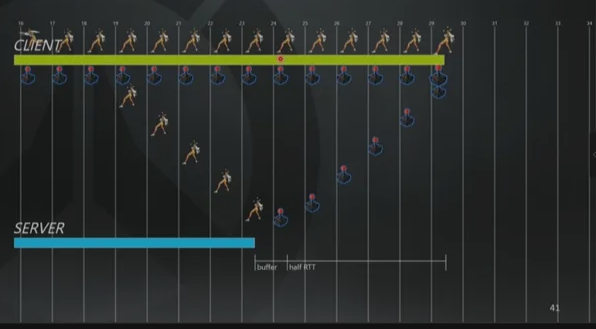 16 17 18 19 20 21 22 23 24 25 26 27 28 29 30 31 32 33 34
CLIENT
SERVER
buffer half RTT
41